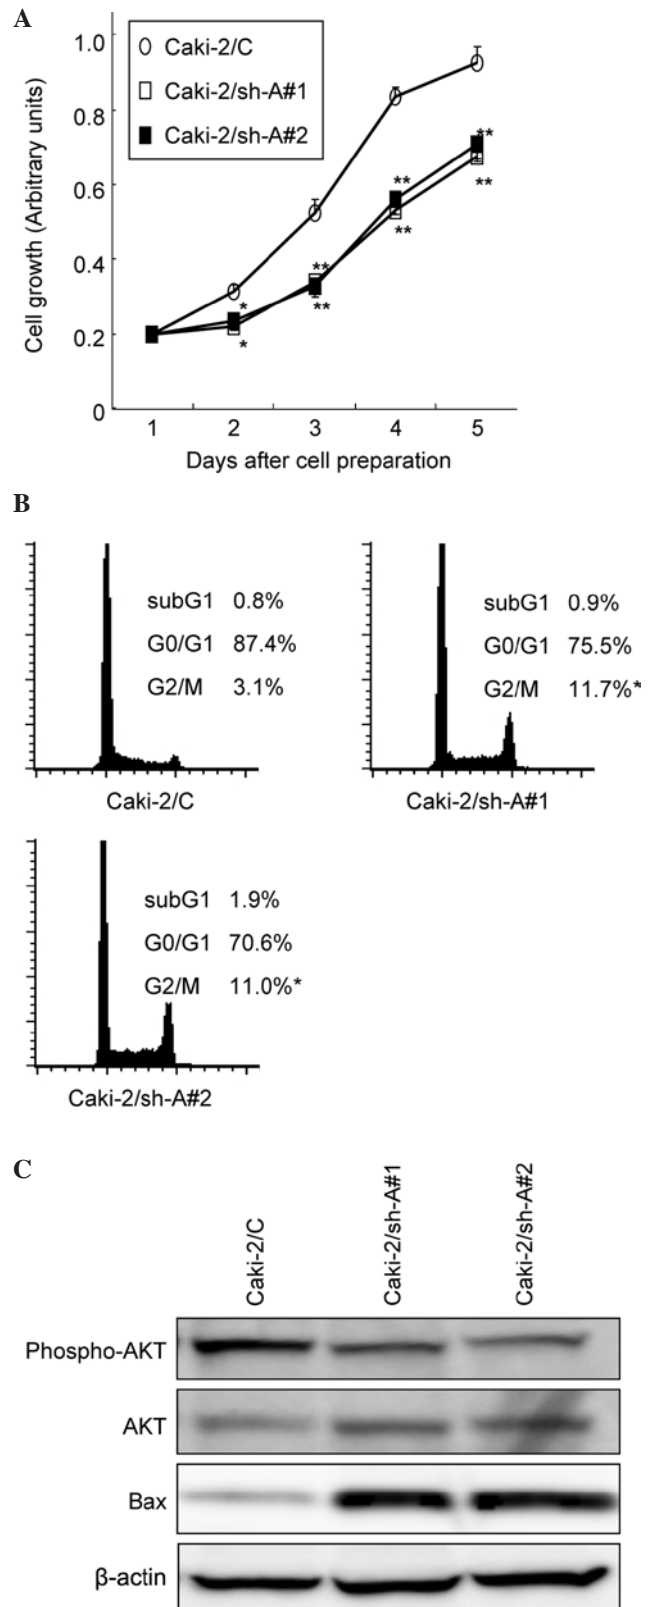 A
1.0
0.8
0.6
0.4
0.2
0
Cell growth (Arbitrary units)
Caki-2/C
Caki-2/sh-A#1
Caki-2/sh-A#2
*
*
**
**
**
**
**
**
1 2 3 4 5
Days after cell preparation
B
subG1 0.8%
G0/G1 87.4%
G2/M 3.1%
Caki-2/C
subG1 0.9%
G0/G1 75.5%
G2/M 11.7%*
Caki-2/sh-A#1
subG1 1.9%
G0/G1 70.6%
G2/M 11.0%*
Caki-2/sh-A#2
C
Caki-2/C
Caki-2/sh-A#1
Caki-2/sh-A#2
Phospho-AKT
AKT
Bax
β-actin